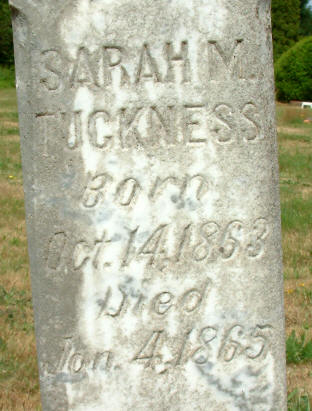 SARAH M.
TUCKNESS
Born
Oct. 14, 1863
Died
Jan. 4, 1865